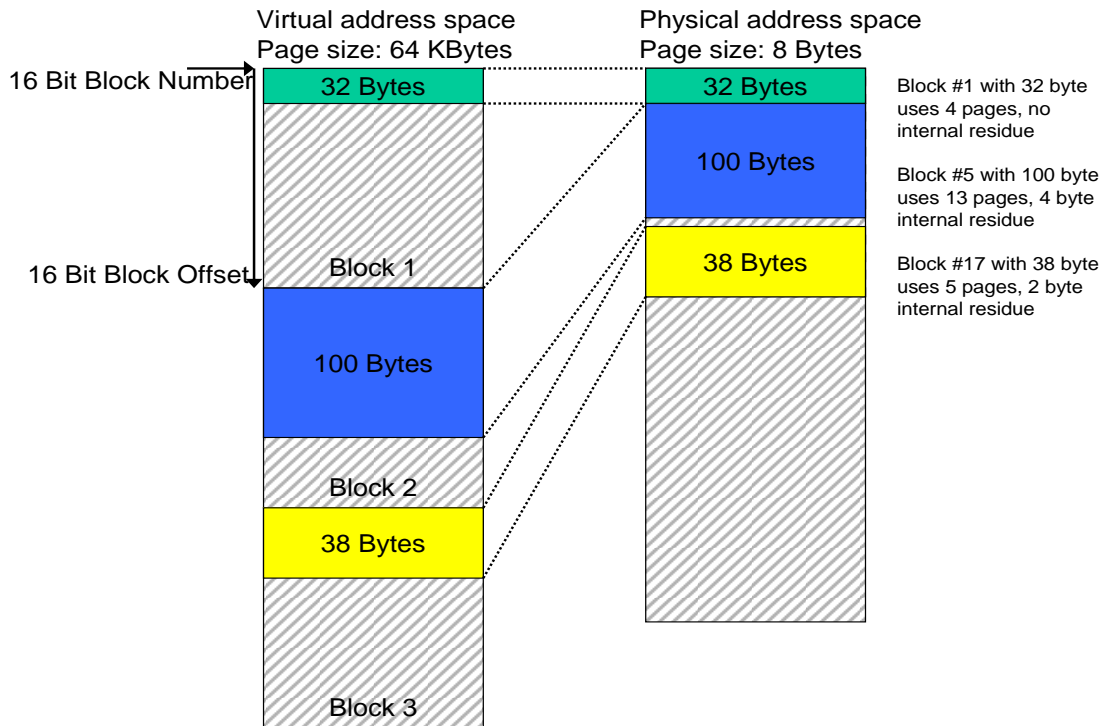 Virtual address space
Page size: 64 KBytes
Physical address space
Page size: 8 Bytes
16 Bit Block Number
32 Bytes
32 Bytes
Block #1 with 32 byte
uses 4 pages, no
internal residue
100 Bytes
Block #5 with 100 byte
uses 13 pages, 4 byte
internal residue
16 Bit Block Offset
Block 1
38 Bytes
Block #17 with 38 byte
uses 5 pages, 2 byte
internal residue
100 Bytes
Block 2
38 Bytes
Block 3